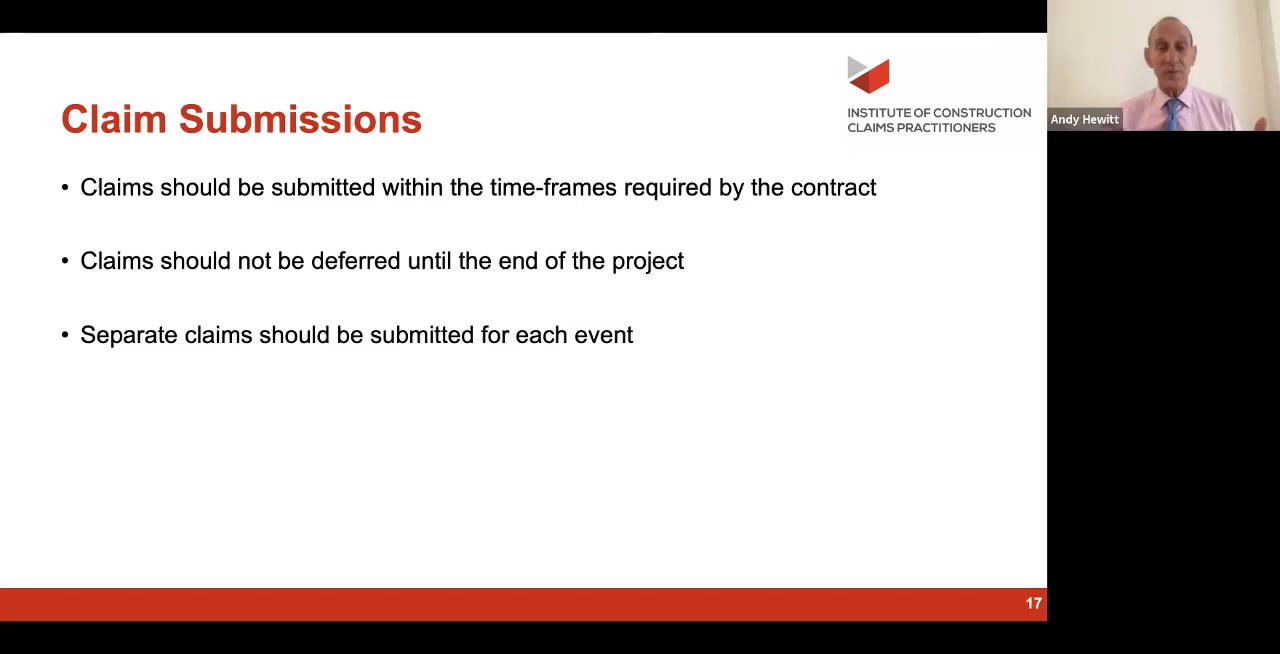 Claim Submissions
INSTITUTE OF CONSTRUCTION
CLAIMS PRACTITIONERS
Andy Hewitt
• Claims should be submitted within the time-frames required by the contract
• Claims should not be deferred until the end of the project
• Separate claims should be submitted for each event
17